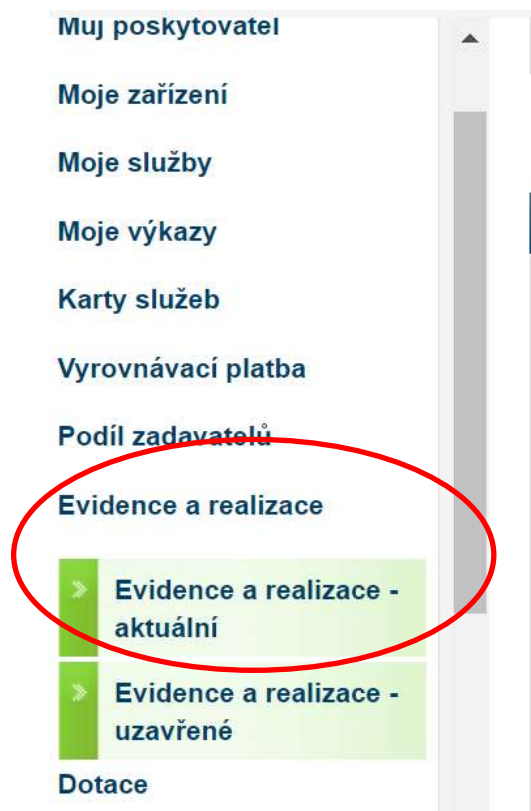 Můj poskytovatel
Moje zařízení
Moje služby
Moje výkazy
Karty služeb
Vyrovnávací platba
Podíl zadavatelů
Evidence a realizace
Evidence a realizace -
aktuální
Evidence a realizace -
uzavřené
Dotace